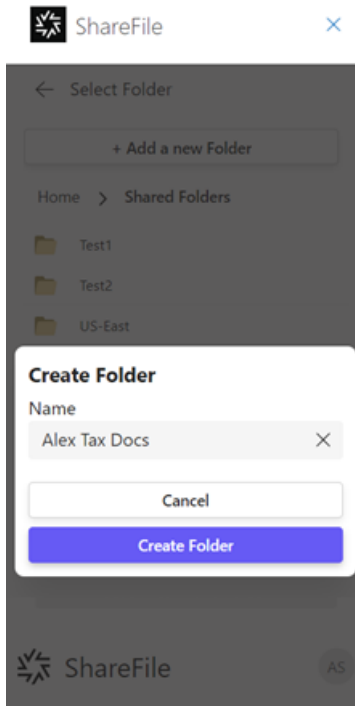 ShareFile
Select Folder
+ Add a new Folder
Home > Shared Folders
Test1
Test2
US-East
Create Folder
Name
Alex Tax Docs
Cancel
Create Folder
ShareFile
AS